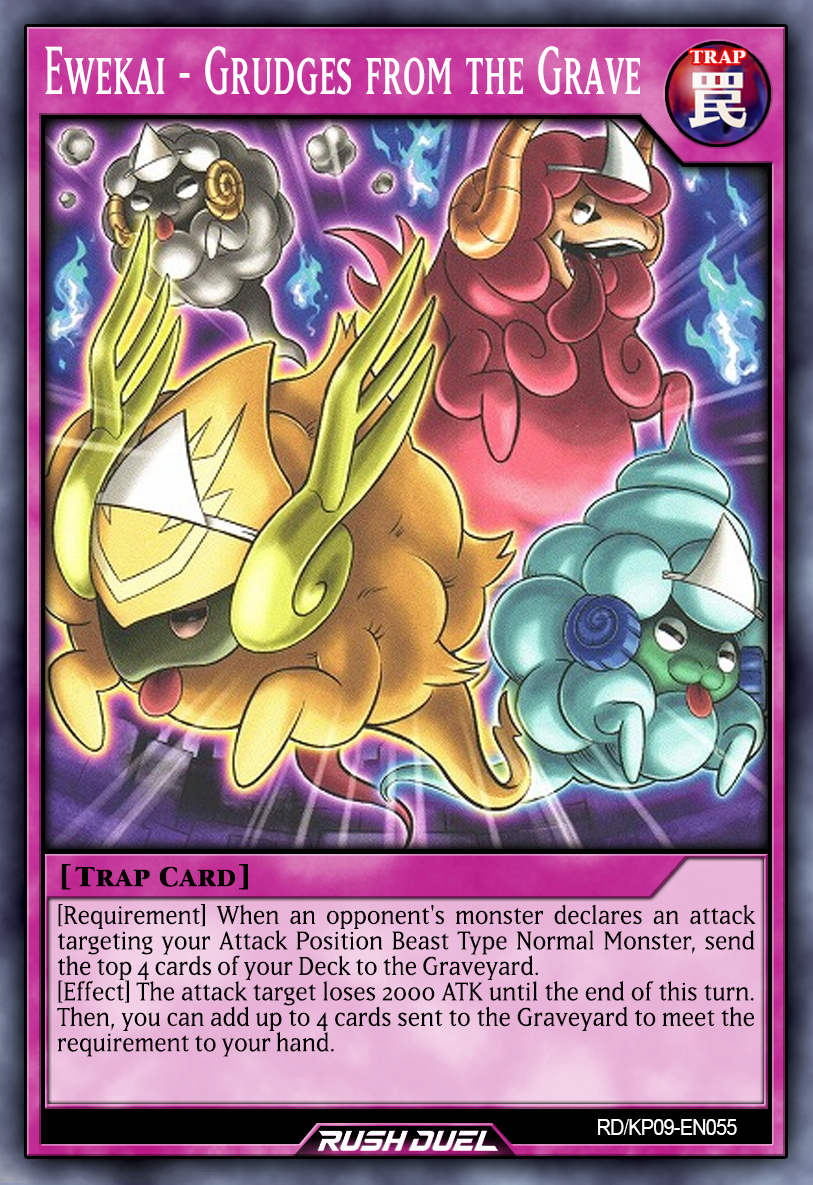 Ewekai - Grudges from the Grave
TRAP
罠
[Trap Card]
[Requirement] When an opponent's monster declares an attack
targeting your Attack Position Beast Type Normal Monster, send
the top 4 cards of your Deck to the Graveyard.
[Effect] The attack target loses 2000 ATK until the end of this turn.
Then, you can add up to 4 cards sent to the Graveyard to meet the
requirement to your hand.
RD/KP09-EN055
RUSH DUEL